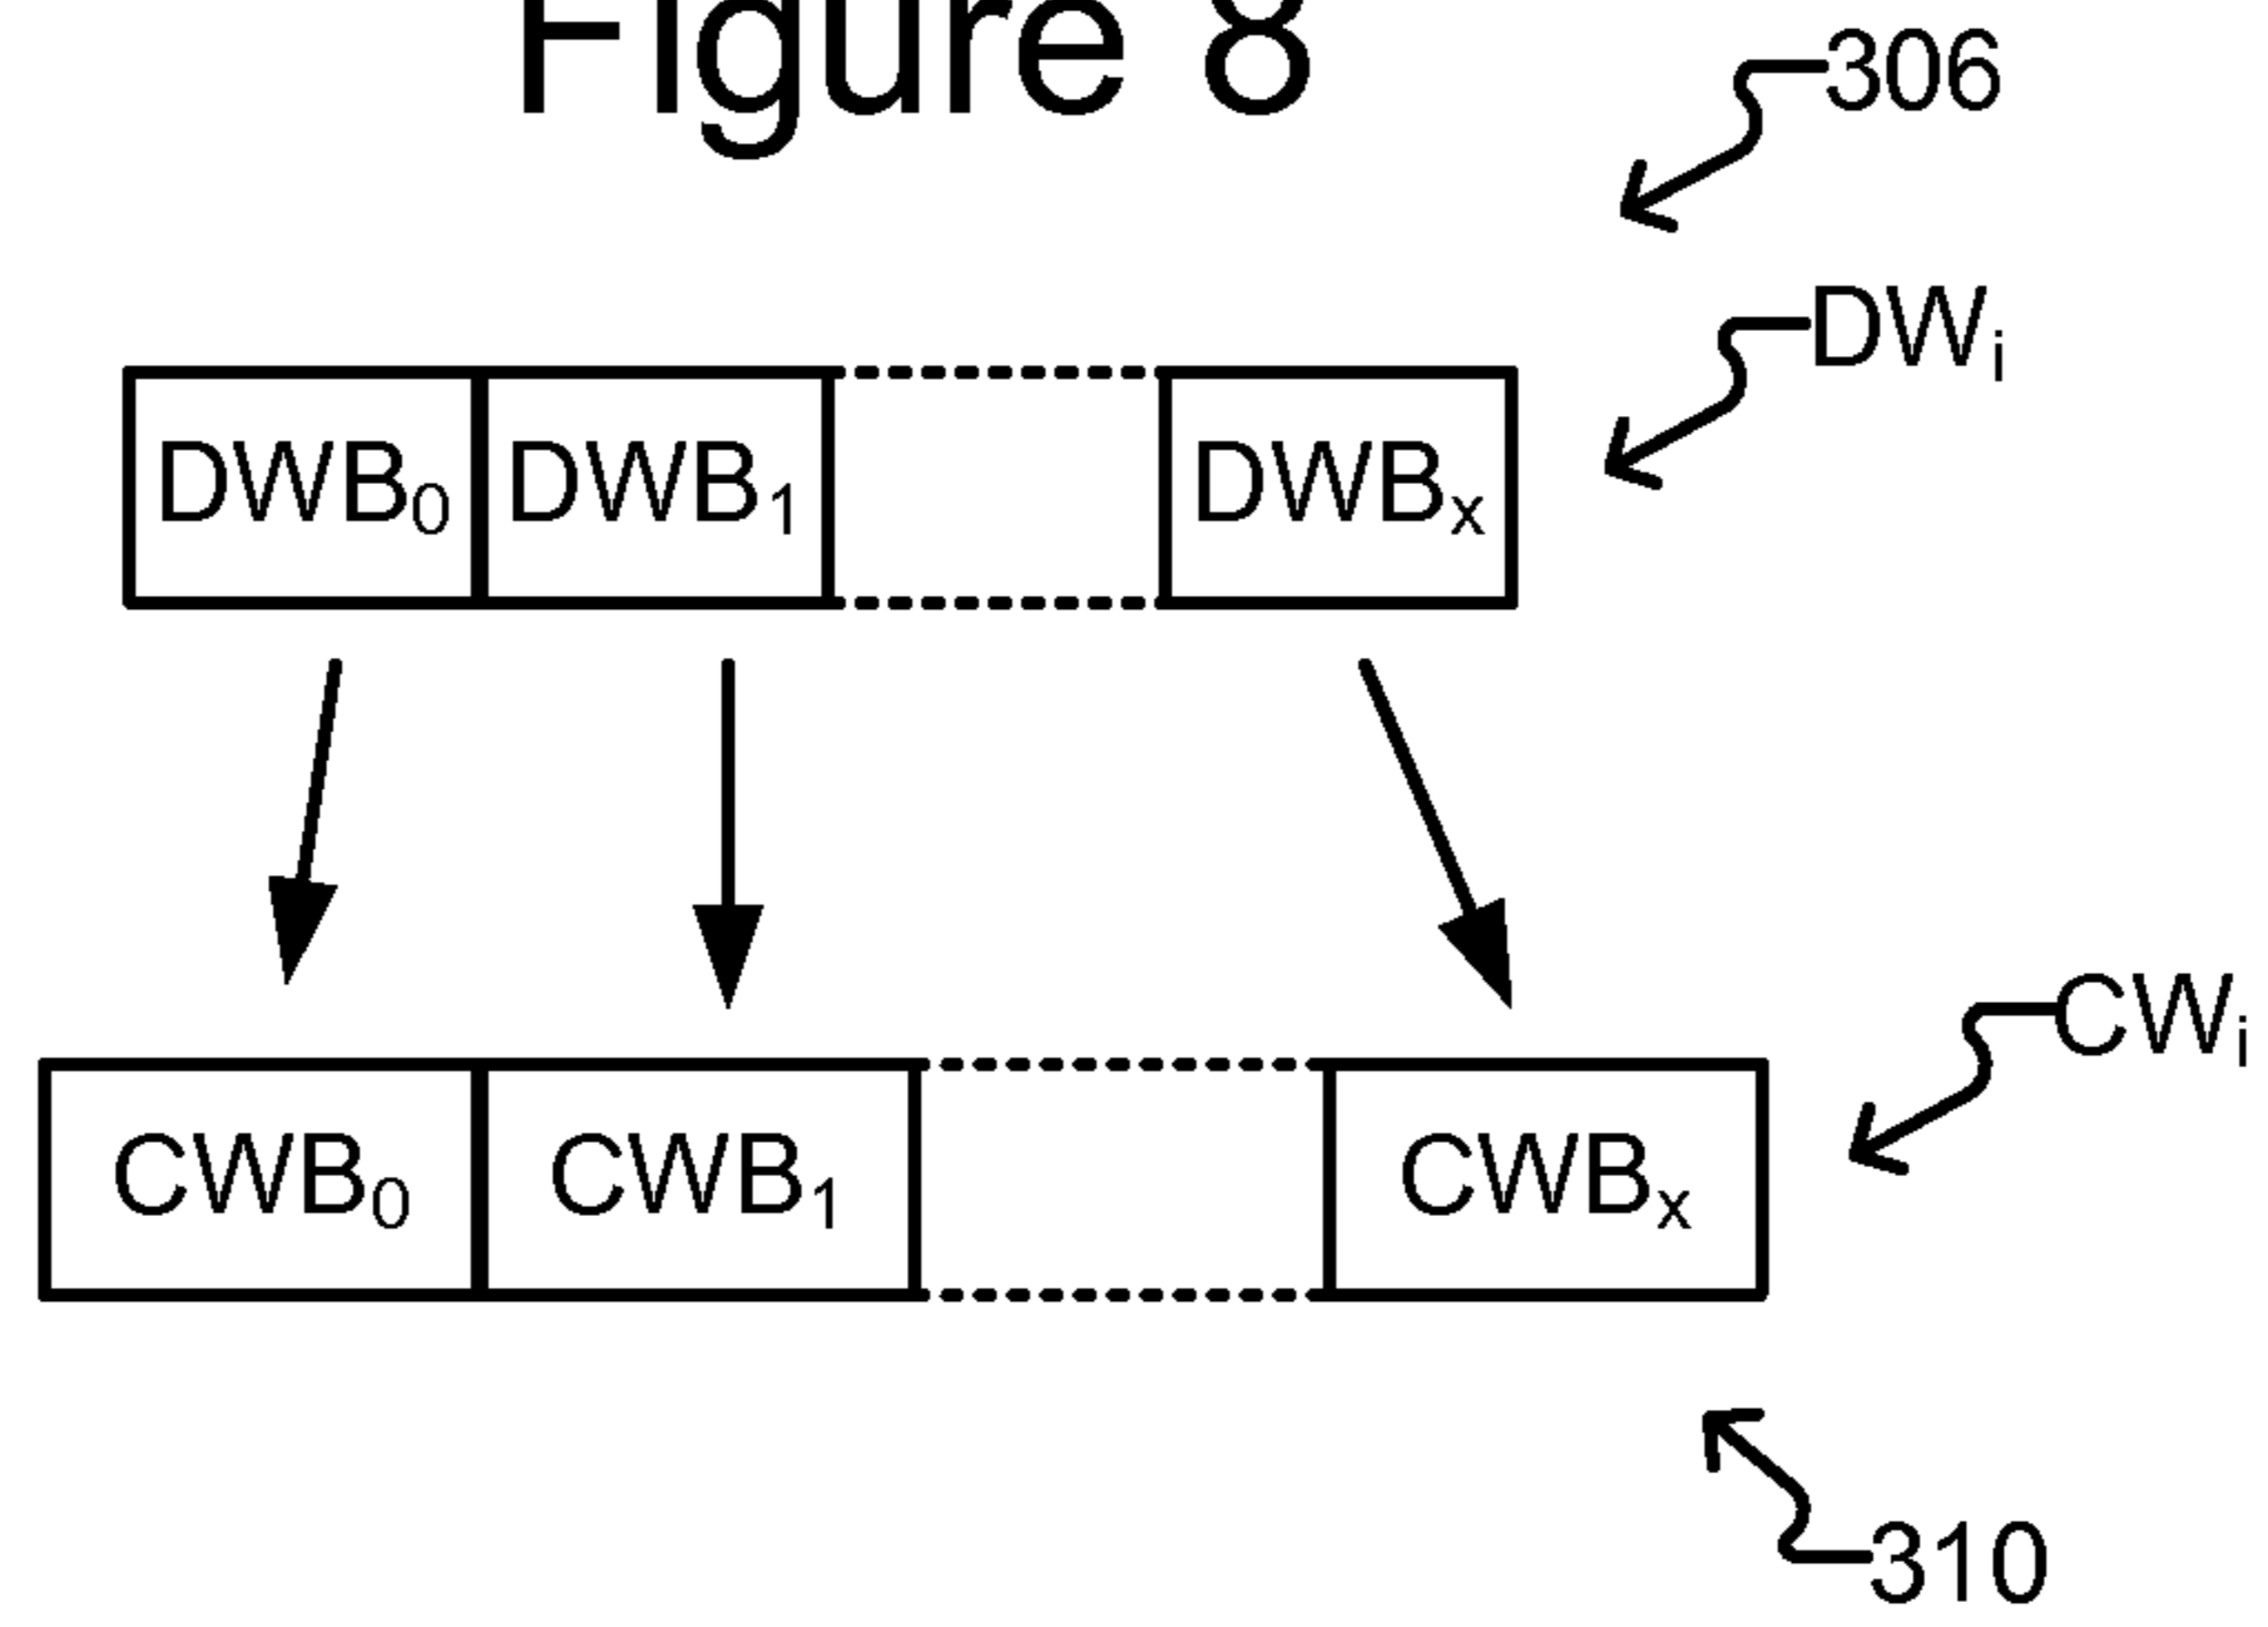 Figure 8
306
DWᵢ
DWB₀ DWB₁ DWBₓ
CWᵢ
CWB₀ CWB₁ CWBₓ
310